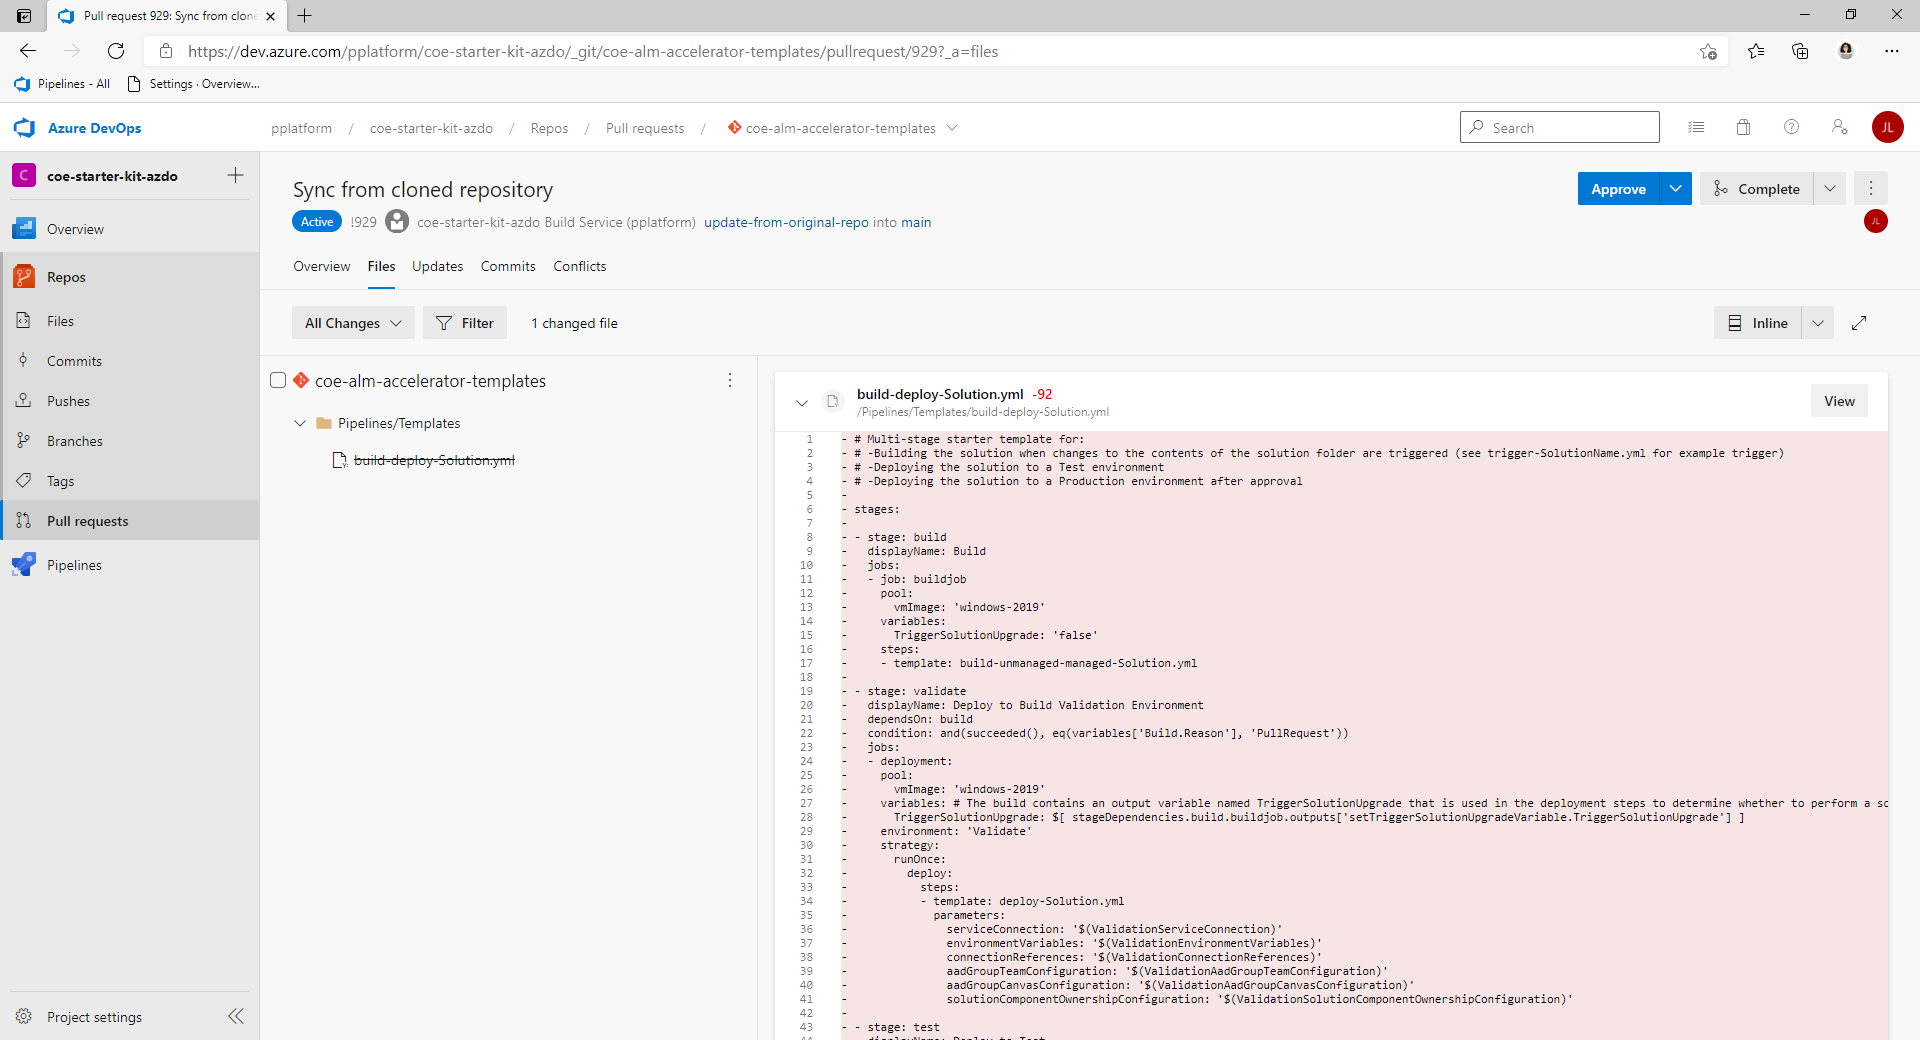 Pull request 929: Sync from clon
https://dev.azure.com/pplatform/coe-starter-kit-azdo/_git/coe-alm-accelerator-templates/pullrequest/929?_a=files
Pipelines - All
Settings · Overview...
Azure DevOps
pplatform / coe-starter-kit-azdo / Repos / Pull requests / coe-alm-accelerator-templates
Search
JL
C
coe-starter-kit-azdo
Overview
Repos
Files
Commits
Pushes
Branches
Tags
Pull requests
Pipelines
Project settings
Sync from cloned repository
Approve
Complete
Active !929 coe-starter-kit-azdo Build Service (pplatform) update-from-original-repo into main
JL
Overview Files Updates Commits Conflicts
All Changes
Filter
1 changed file
Inline
coe-alm-accelerator-templates
Pipelines/Templates
build-deploy-Solution.yml
build-deploy-Solution.yml -92
/Pipelines/Templates/build-deploy-Solution.yml
View
1 - # Multi-stage starter template for:
2 - # -Building the solution when changes to the contents of the solution folder are triggered (see trigger-SolutionName.yml for example trigger)
3 - # -Deploying the solution to a Test environment
4 - # -Deploying the solution to a Production environment after approval
5 -
6 - stages:
7 -
8 - - stage: build
9 -   displayName: Build
10 -   jobs:
11 -   - job: buildjob
12 -     pool:
13 -       vmImage: 'windows-2019'
14 -     variables:
15 -       TriggerSolutionUpgrade: 'false'
16 -     steps:
17 -     - template: build-unmanaged-managed-Solution.yml
18 -
19 - - stage: validate
20 -   displayName: Deploy to Build Validation Environment
21 -   dependsOn: build
22 -   condition: and(succeeded(), eq(variables['Build.Reason'], 'PullRequest'))
23 -   jobs:
24 -   - deployment:
25 -     pool:
26 -       vmImage: 'windows-2019'
27 -     variables: # The build contains an output variable named TriggerSolutionUpgrade that is used in the deployment steps to determine whether to perform a so
28 -       TriggerSolutionUpgrade: $[ stageDependencies.build.buildjob.outputs['setTriggerSolutionUpgradeVariable.TriggerSolutionUpgrade'] ]
29 -     environment: 'Validate'
30 -     strategy:
31 -       runOnce:
32 -         deploy:
33 -           steps:
34 -           - template: deploy-Solution.yml
35 -             parameters:
36 -               serviceConnection: '$(ValidationServiceConnection)'
37 -               environmentVariables: '$(ValidationEnvironmentVariables)'
38 -               connectionReferences: '$(ValidationConnectionReferences)'
39 -               aadGroupTeamConfiguration: '$(ValidationAadGroupTeamConfiguration)'
40 -               aadGroupCanvasConfiguration: '$(ValidationAadGroupCanvasConfiguration)'
41 -               solutionComponentOwnershipConfiguration: '$(ValidationSolutionComponentOwnershipConfiguration)'
42 -
43 - - stage: test
44 -   displayName: Deploy to Test